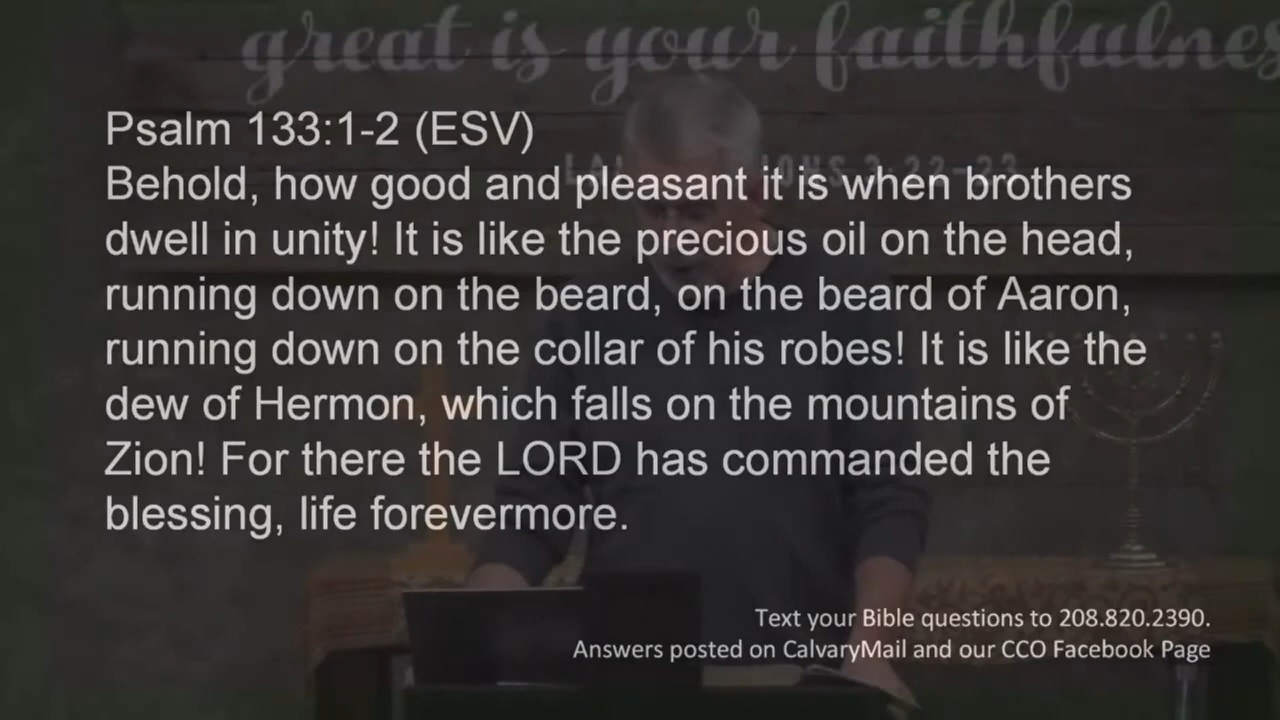 great is your faithfulnes
Psalm 133:1-2 (ESV)
Behold, how good and pleasant it is when brothers
dwell in unity! It is like the precious oil on the head,
running down on the beard, on the beard of Aaron,
running down on the collar of his robes! It is like the
dew of Hermon, which falls on the mountains of
Zion! For there the LORD has commanded the
blessing, life forevermore.
Text your Bible questions to 208.820.2390.
Answers posted on CalvaryMail and our CCO Facebook Page